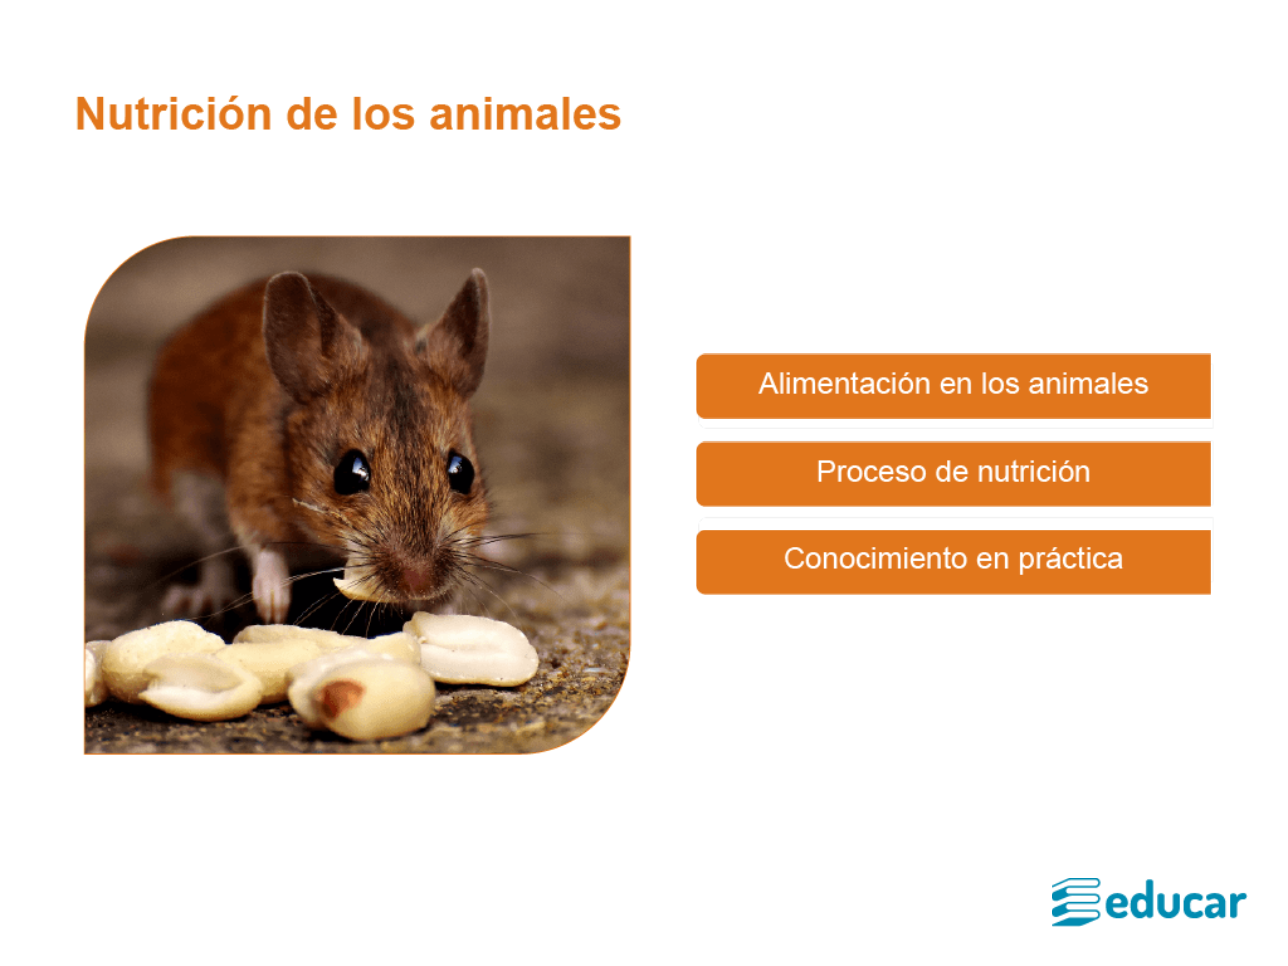 Nutrición de los animales
Alimentación en los animales
Proceso de nutrición
Conocimiento en práctica
educar